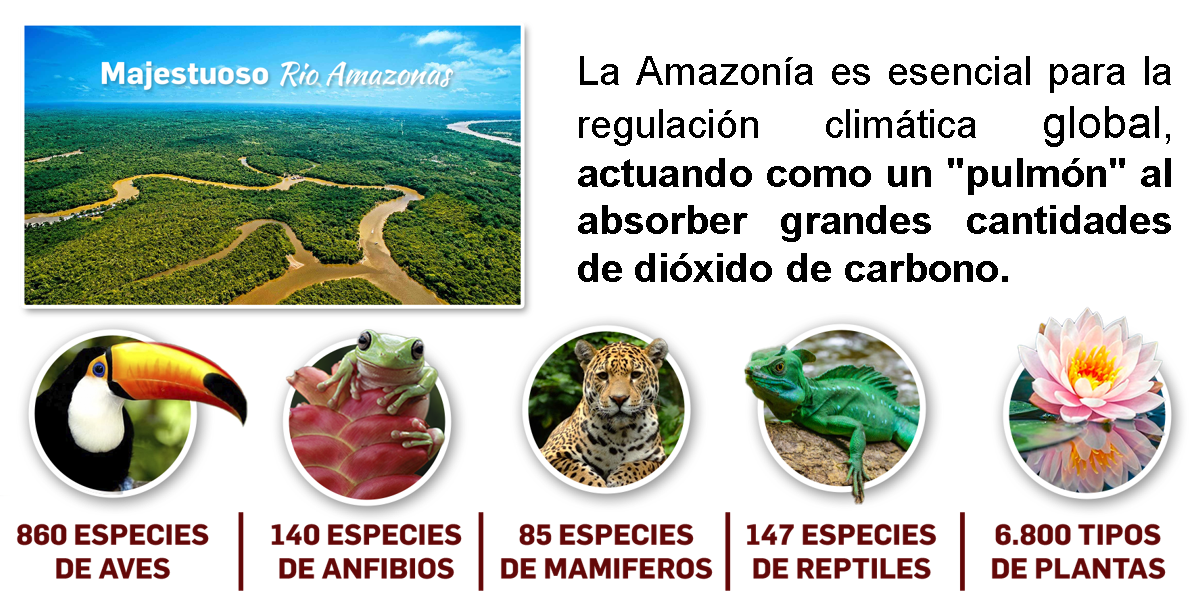 Majestuoso Río Amazonas
La Amazonía es esencial para la
regulación climática global,
actuando como un "pulmón" al
absorber grandes cantidades
de dióxido de carbono.
860 ESPECIES
DE AVES
140 ESPECIES
DE ANFIBIOS
85 ESPECIES
DE MAMIFEROS
147 ESPECIES
DE REPTILES
6.800 TIPOS
DE PLANTAS